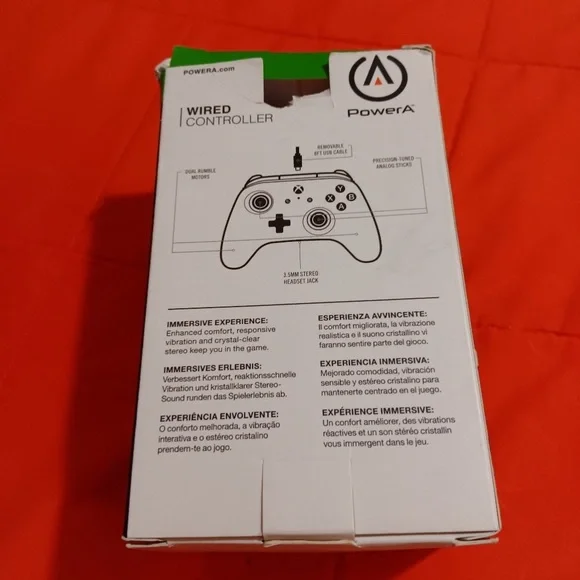 POWERA.com
PowerA
WIRED
CONTROLLER
REMOVABLE
8FT USB CABLE
DUAL RUMBLE
MOTORS
PRECISION-TUNED
ANALOG STICKS
Y
X B
A
3.5MM STEREO
HEADSET JACK
IMMERSIVE EXPERIENCE:
Enhanced comfort, responsive
vibration and crystal-clear
stereo keep you in the game.
IMMERSIVES ERLEBNIS:
Verbessert Komfort, reaktionsschnelle
Vibration und kristallklarer Stereo-
Sound runden das Spielerlebnis ab.
EXPERIÊNCIA ENVOLVENTE:
O conforto melhorada, a vibração
interativa e o estéreo cristalino
prendem-te ao jogo.
ESPERIENZA AVVINCENTE:
Il comfort migliorata, la vibrazione
realistica e il suono cristallino vi
faranno sentire parte del gioco.
EXPERIENCIA INMERSIVA:
Mejorado comodidad, vibración
sensible y estéreo cristalino para
mantenerte centrado en el juego.
EXPÉRIENCE IMMERSIVE:
Un confort améliorer, des vibrations
réactives et un son stéréo cristallin
vous immergent dans le jeu.